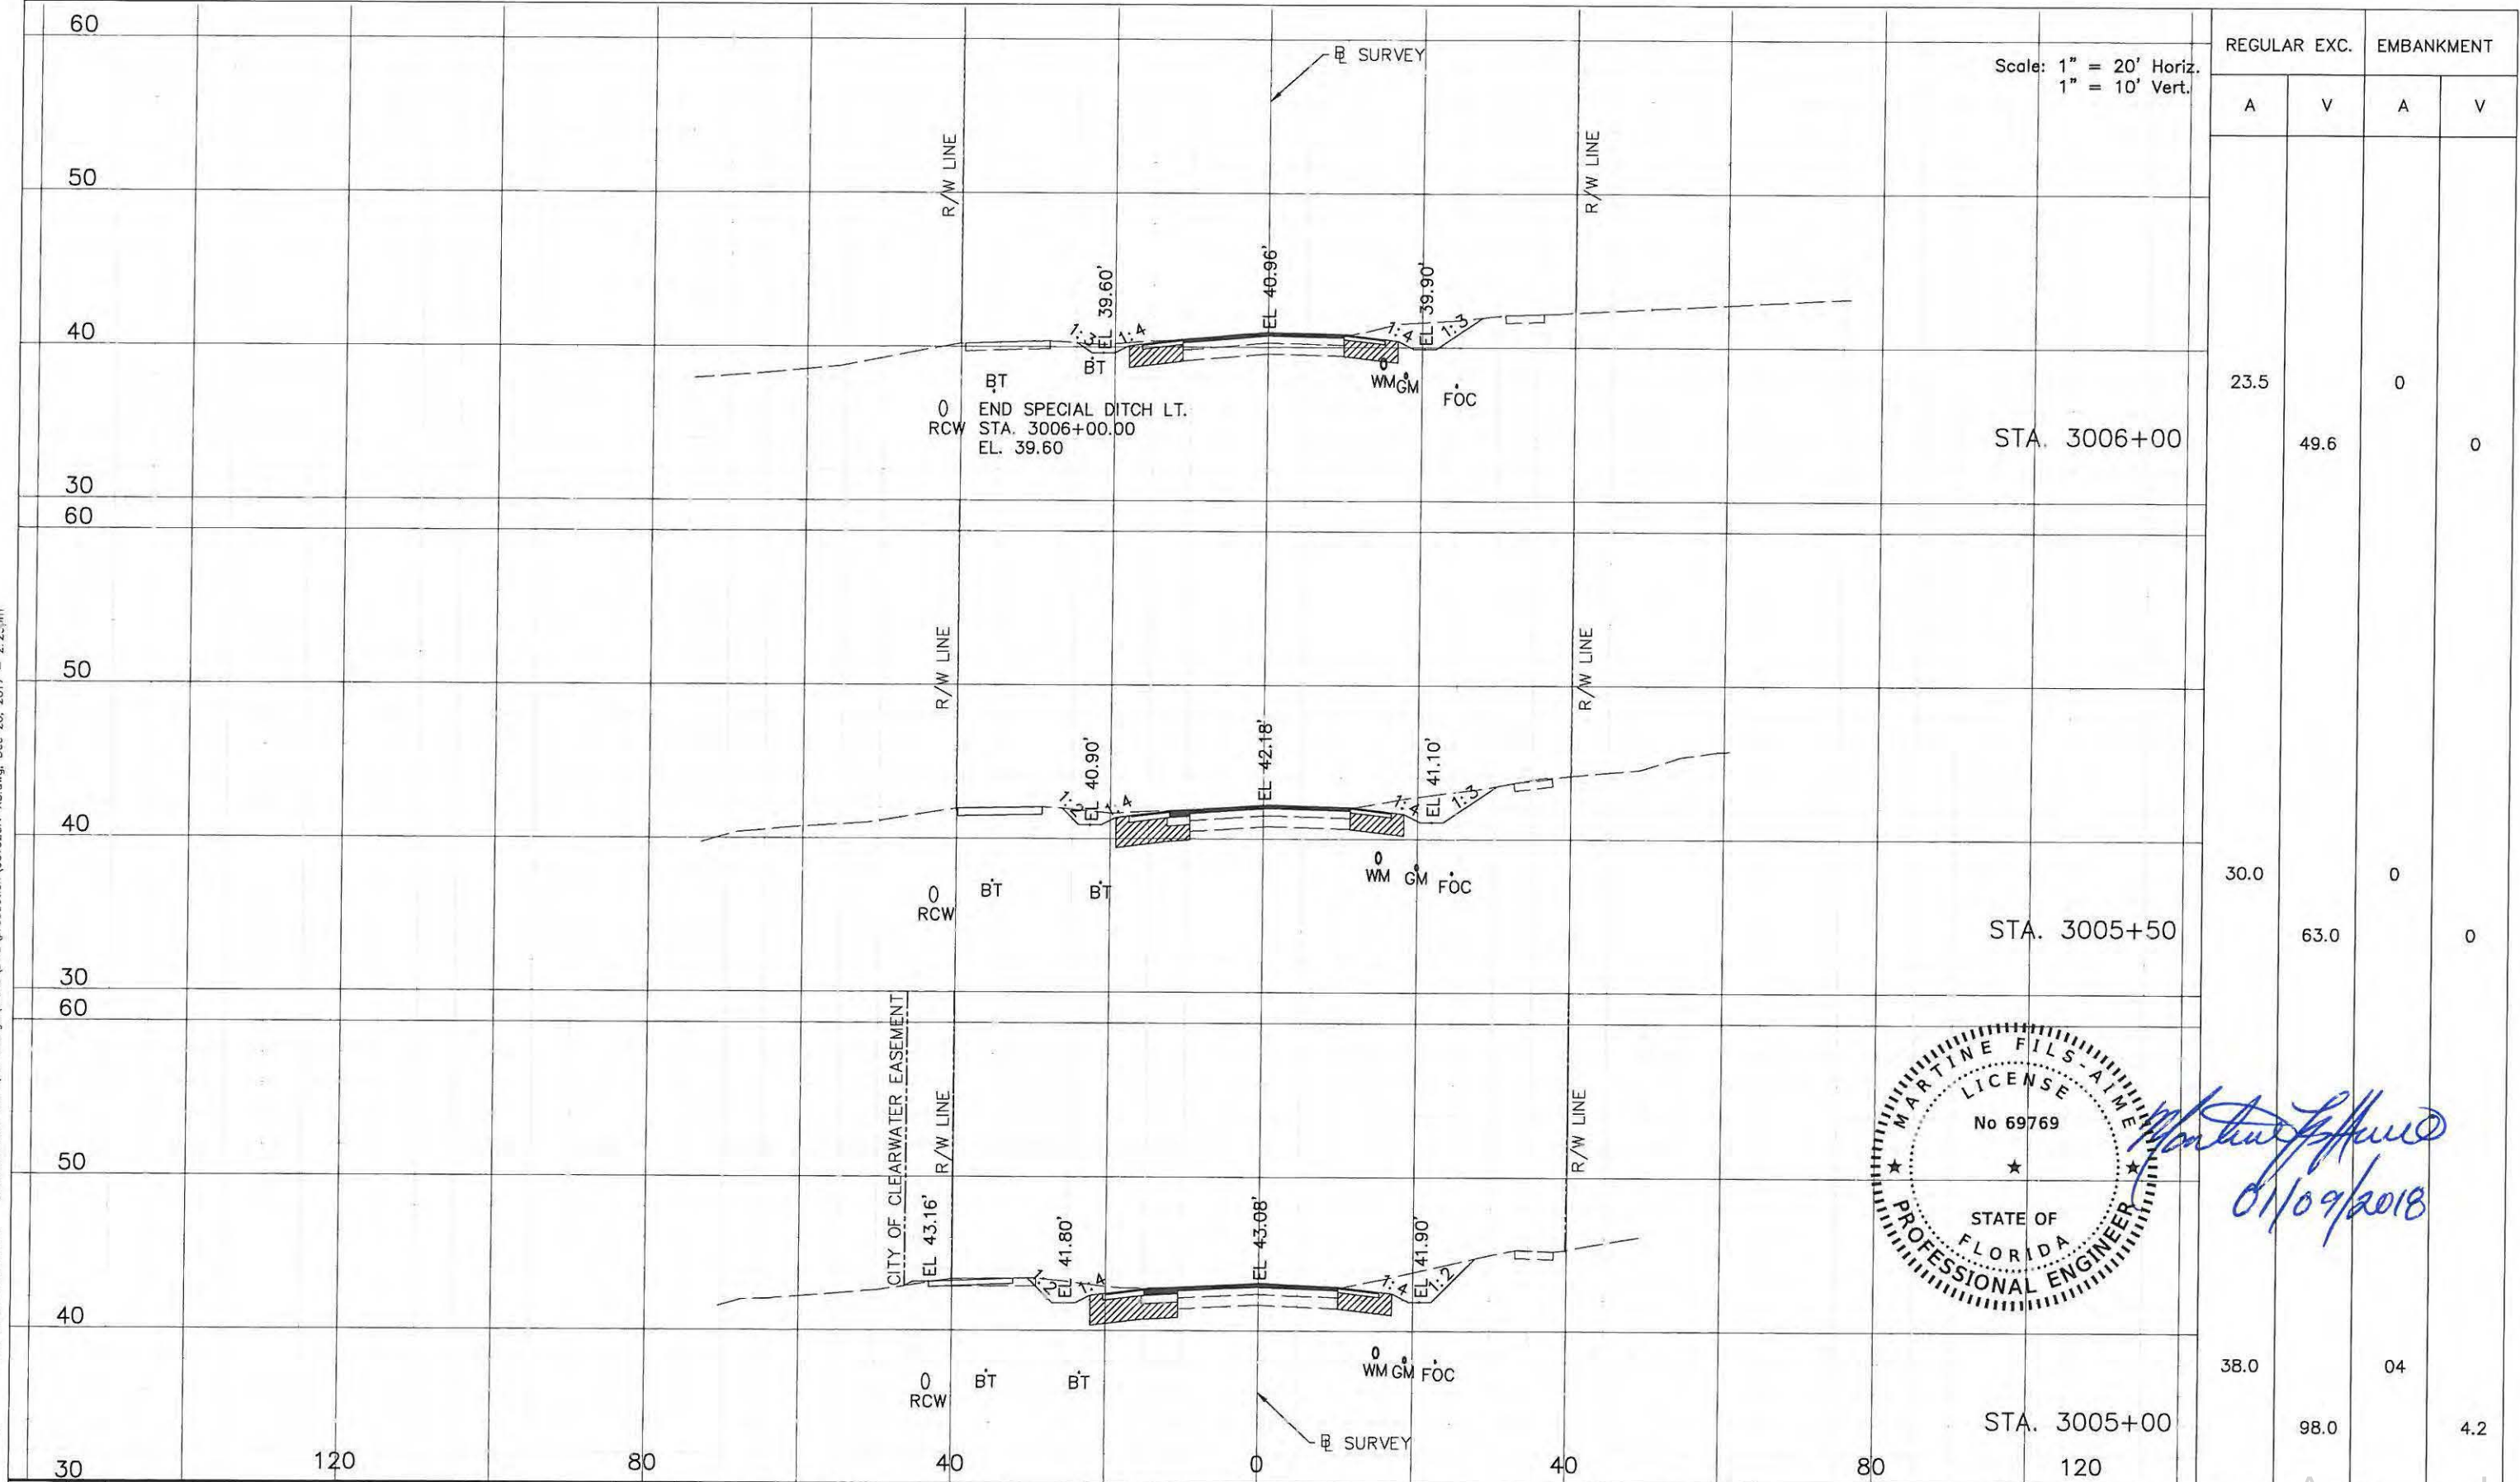 60
℄ SURVEY
Scale: 1" = 20' Horiz.
1" = 10' Vert.
REGULAR EXC.
EMBANKMENT
A
V
A
V
R/W LINE
R/W LINE
50
EL 39.60'
EL 40.96'
EL 39.90'
40
1:3
1:4
1:4
1:3
BT
BT
WM
GM
FOC
0
RCW
END SPECIAL DITCH LT.
STA. 3006+00.00
EL. 39.60
23.5
0
STA. 3006+00
49.6
0
30
60
R/W LINE
R/W LINE
50
EL 40.90'
EL 42.18'
EL 41.10'
40
1:2
1:4
1:4
1:3
WM
GM
FOC
0
RCW
BT
BT
30.0
0
STA. 3005+50
63.0
0
30
60
CITY OF CLEARWATER EASEMENT
R/W LINE
R/W LINE
50
EL 43.16'
EL 41.80'
EL 43.08'
EL 41.90'
1:2
1:4
1:4
1:2
40
0
RCW
BT
BT
WM
GM
FOC
MARTINE FILS-AIME
LICENSE
No 69769
STATE OF
FLORIDA
PROFESSIONAL ENGINEER
01/09/2018
38.0
04
STA. 3005+00
98.0
4.2
℄ SURVEY
30
120
80
40
0
40
80
120